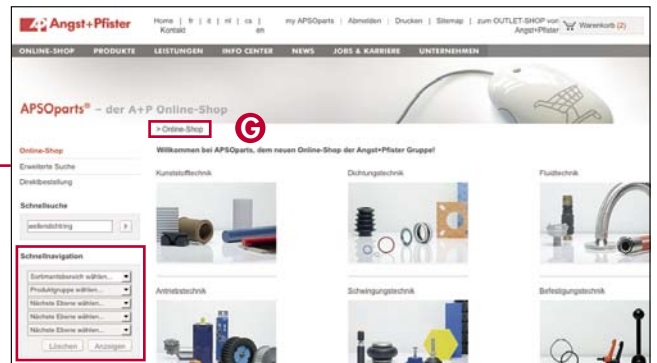 Angst+Pfister
Home | fr | d | nl | cs |
Kontakt en
my APSOparts | Abmelden | Drucken | Sitemap | zum OUTLET-SHOP von
Angst+Pfister
Warenkorb (2)
ONLINE-SHOP PRODUKTE LEISTUNGEN INFO CENTER NEWS JOBS & KARRIERE UNTERNEHMEN
APSOparts® – der A+P Online-Shop
> Online-Shop
G
Online-Shop
Erweiterte Suche
Direktbestellung
Schnellsuche
wellendichtring
Schnellnavigation
Sortimentsbereich wählen...
Produktgruppe wählen...
Nächste Ebene wählen...
Nächste Ebene wählen...
Nächste Ebene wählen...
Löschen Anzeigen
Willkommen bei APSOparts, dem neuen Online-Shop der Angst+Pfister Gruppe!
Kunststofftechnik Dichtungstechnik Fluidtechnik
Antriebstechnik Schwingungstechnik Befestigungstechnik